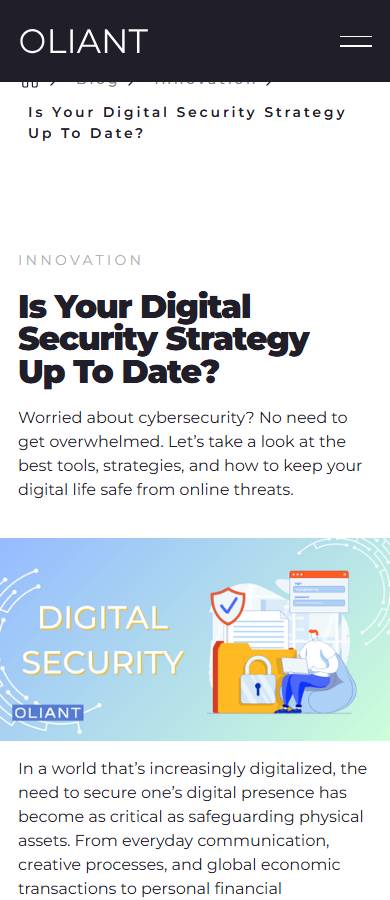 OLIANT
Blog Innovation
Is Your Digital Security Strategy
Up To Date?
INNOVATION
Is Your Digital
Security Strategy
Up To Date?
Worried about cybersecurity? No need to
get overwhelmed. Let’s take a look at the
best tools, strategies, and how to keep your
digital life safe from online threats.
DIGITAL
SECURITY
OLIANT
In a world that’s increasingly digitalized, the
need to secure one’s digital presence has
become as critical as safeguarding physical
assets. From everyday communication,
creative processes, and global economic
transactions to personal financial